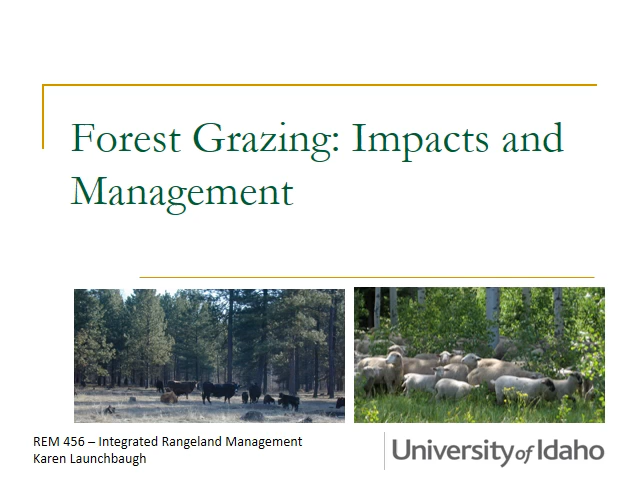 Forest Grazing: Impacts and
Management
REM 456 – Integrated Rangeland Management
Karen Launchbaugh
University of Idaho